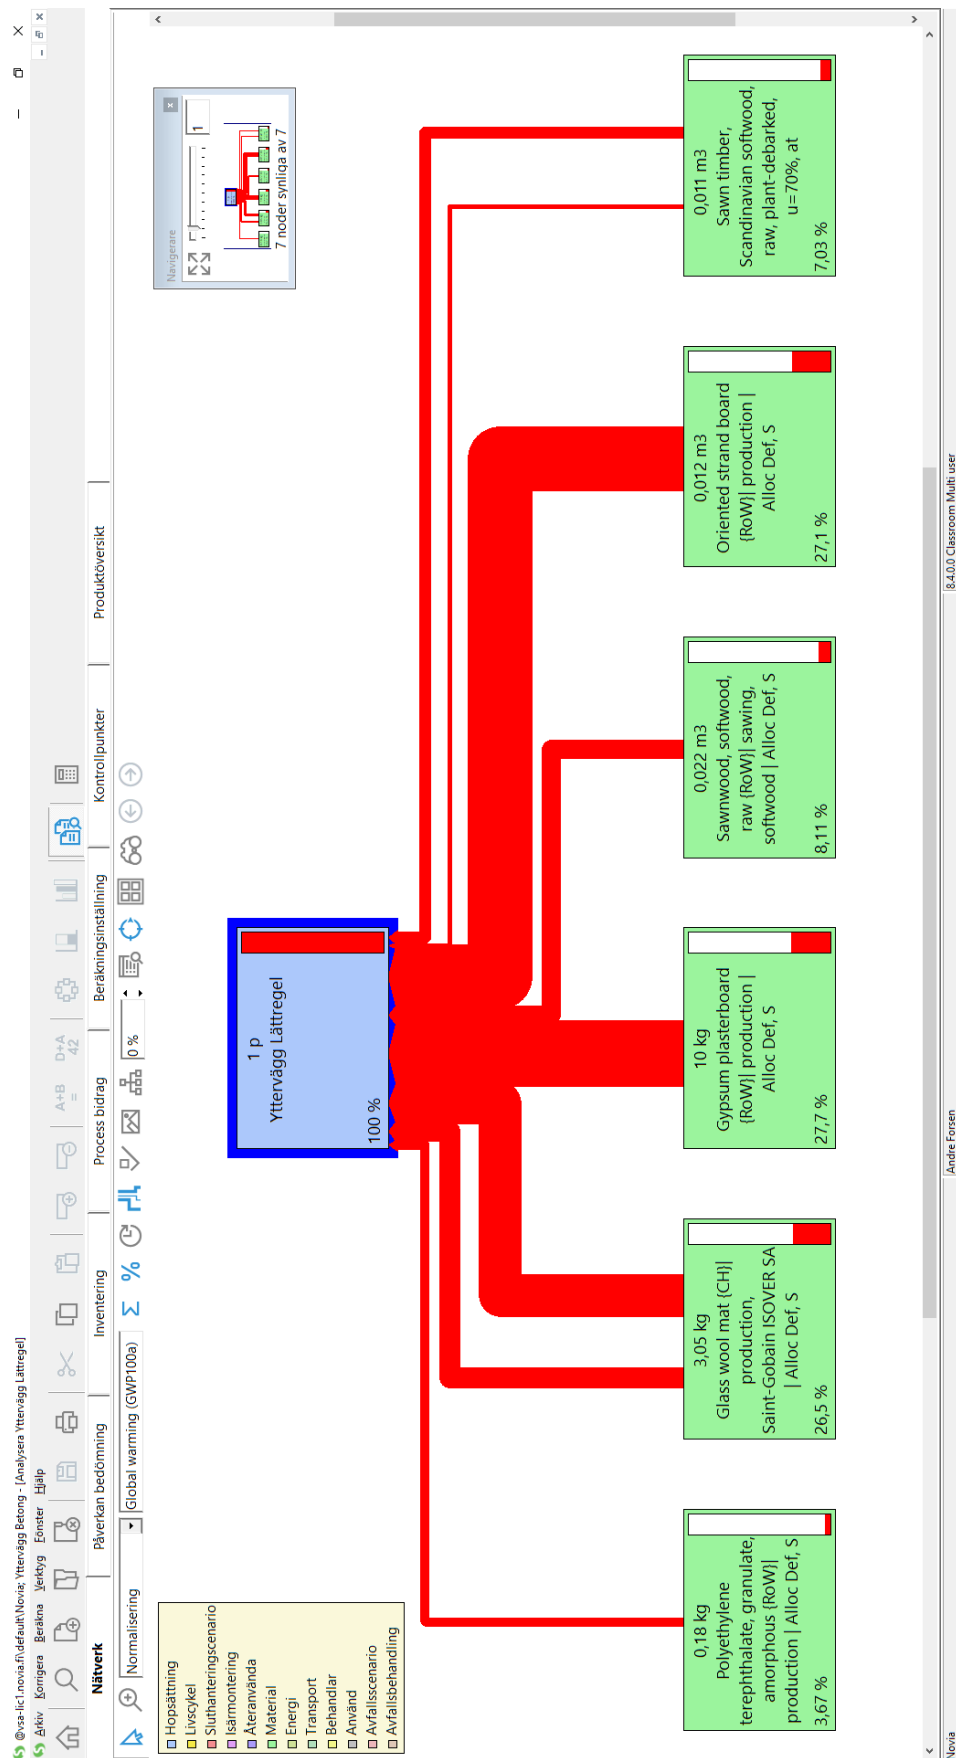 @vsa-lic1.novia.fi\default\Novia; Yttervägg Betong - [Analysera Yttervägg Lättregel]
Arkiv Korrigera Beräkna Verktyg Fönster Hjälp
A+B
=
D+A
42
Nätverk Påverkan bedömning Inventering Process bidrag Beräkningsinställning Kontrollpunkter Produktöversikt
Normalisering Global warming (GWP100a) Σ % 0 %
Hopsättning
Livscykel
Sluthanteringscenario
Isärmontering
Återanvända
Material
Energi
Transport
Behandlar
Använd
Avfallsscenario
Avfallsbehandling
Navigerare
1
7 noder synliga av 7
1 p
Yttervägg Lättregel
100 %
0,18 kg
Polyethylene
terephthalate, granulate,
amorphous {RoW}|
production | Alloc Def, S
3,67 %
3,05 kg
Glass wool mat {CH}|
production,
Saint-Gobain ISOVER SA
| Alloc Def, S
26,5 %
10 kg
Gypsum plasterboard
{RoW}| production |
Alloc Def, S
27,7 %
0,022 m3
Sawnwood, softwood,
raw {RoW}| sawing,
softwood | Alloc Def, S
8,11 %
0,012 m3
Oriented strand board
{RoW}| production |
Alloc Def, S
27,1 %
0,011 m3
Sawn timber,
Scandinavian softwood,
raw, plant-debarked,
u=70%, at
7,03 %
Novia Andre Forsen 8.4.0.0 Classroom Multi user